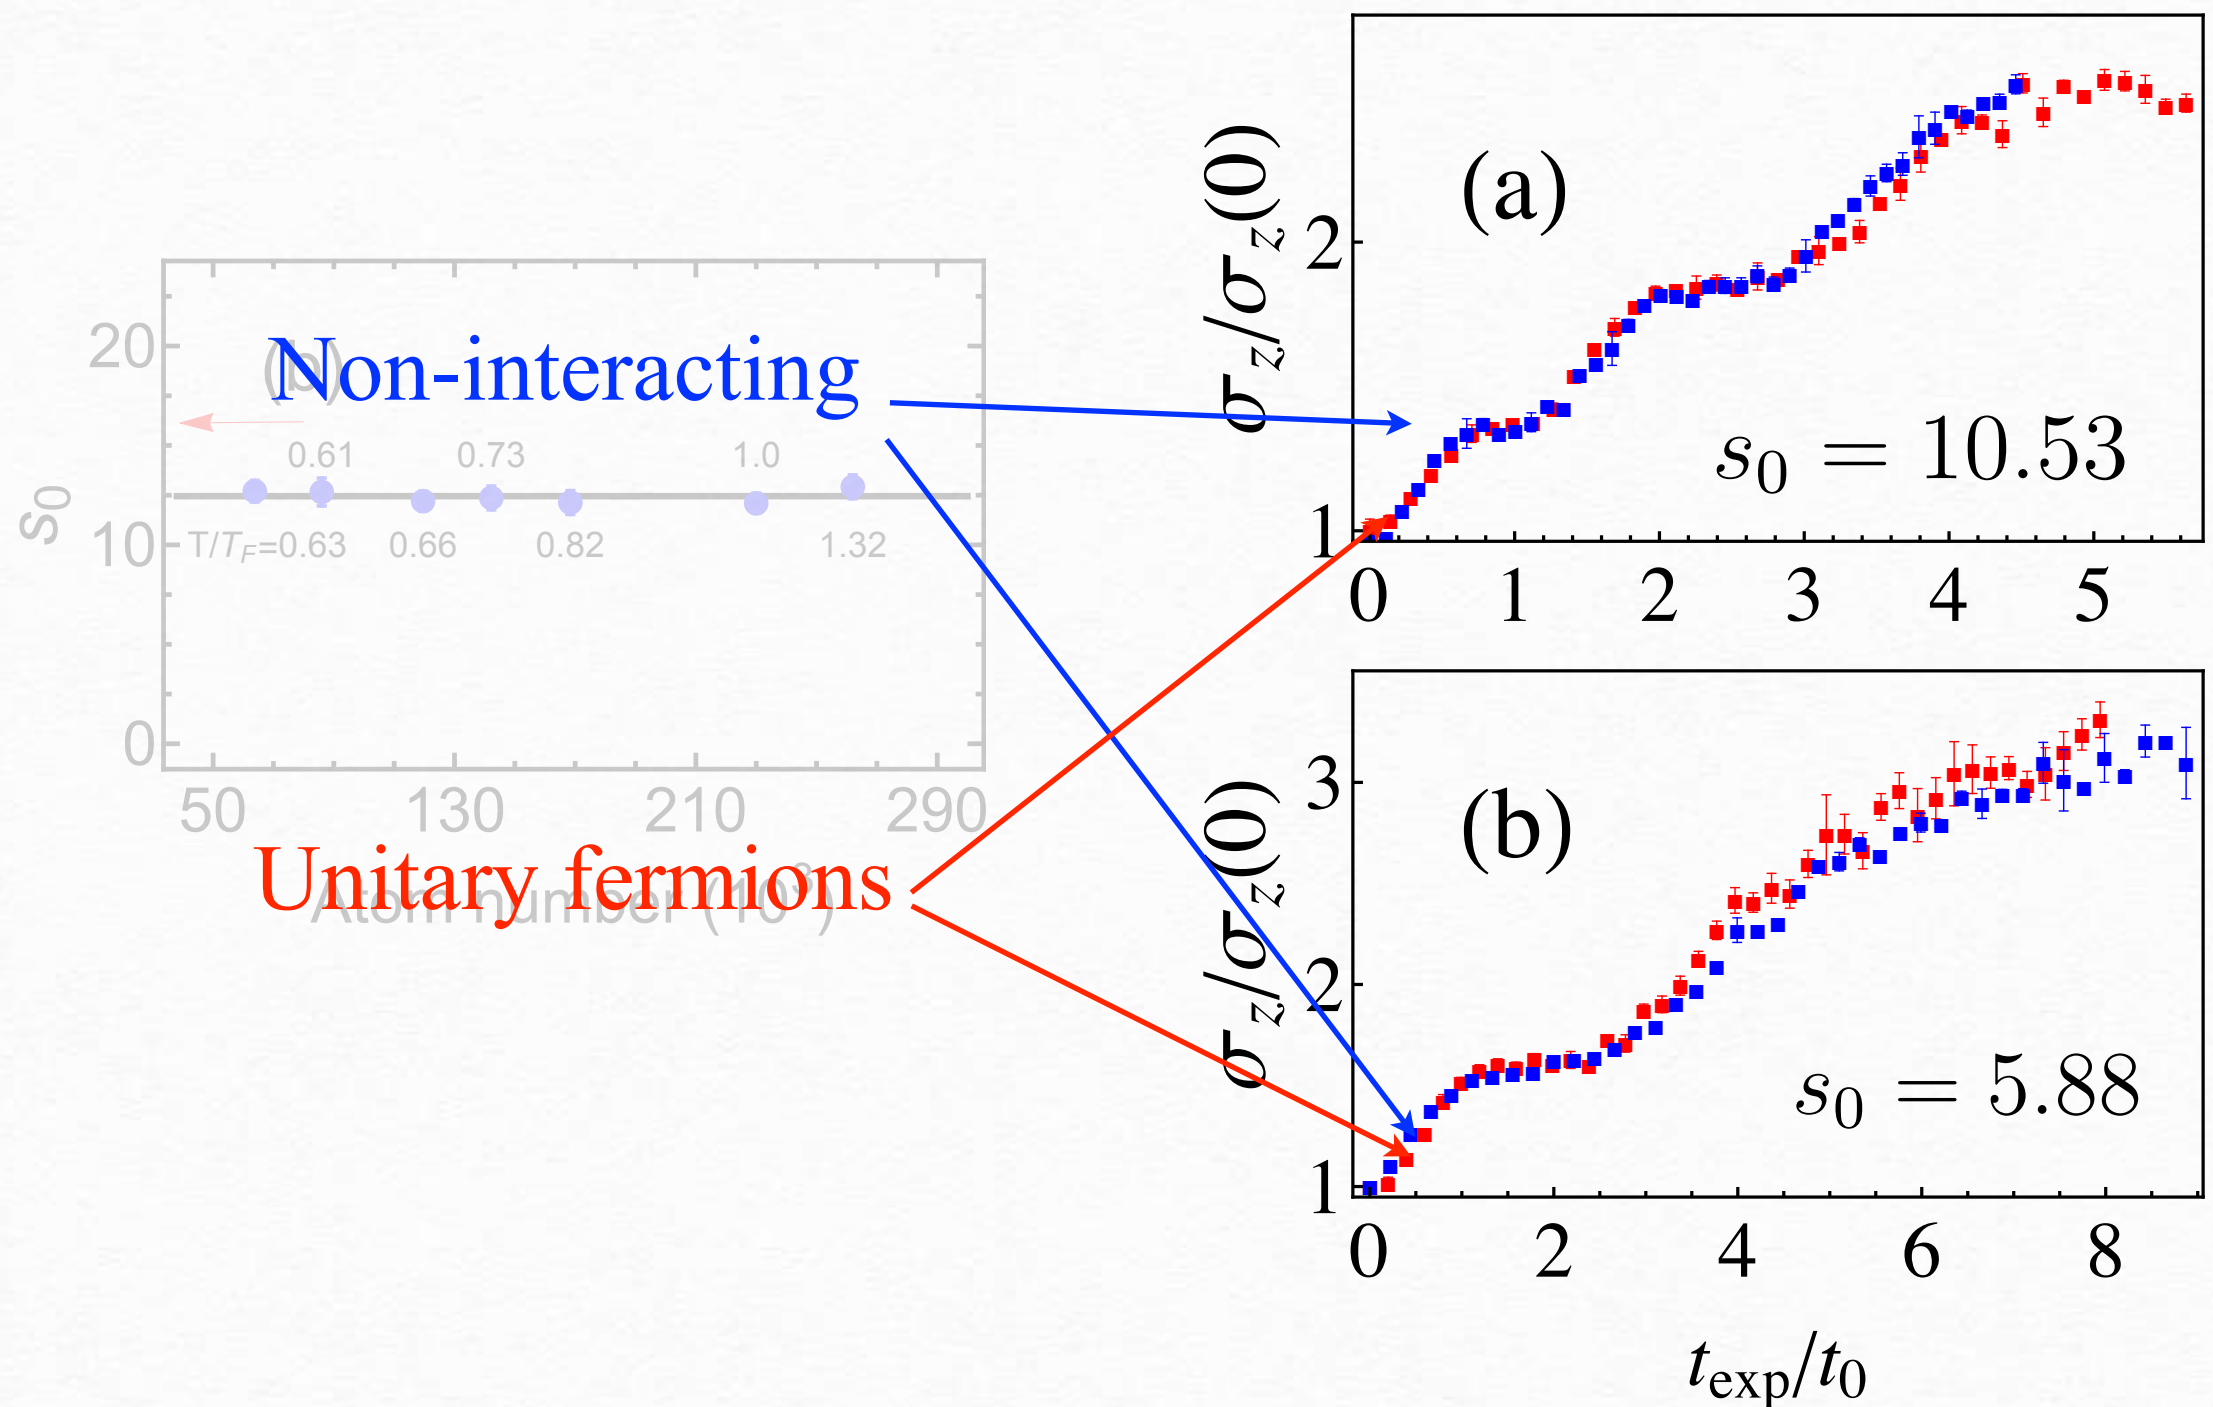 Non-interacting
Unitary fermions
(b)
20
10
0
s0
0.61 0.73 1.0
T/TF=0.63 0.66 0.82 1.32
50 130 210 290
Atom number (10³)
(a)
σz/σz(0)
2
1
s0 = 10.53
0 1 2 3 4 5
(b)
σz/σz(0)
3
2
1
s0 = 5.88
0 2 4 6 8
texp/t0